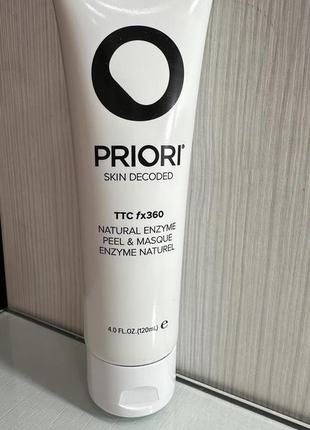 PRIORI®
SKIN DECODED
TTC fx360
NATURAL ENZYME
PEEL & MASQUE
ENZYME NATUREL
4.0 FL.OZ.(120mL) e